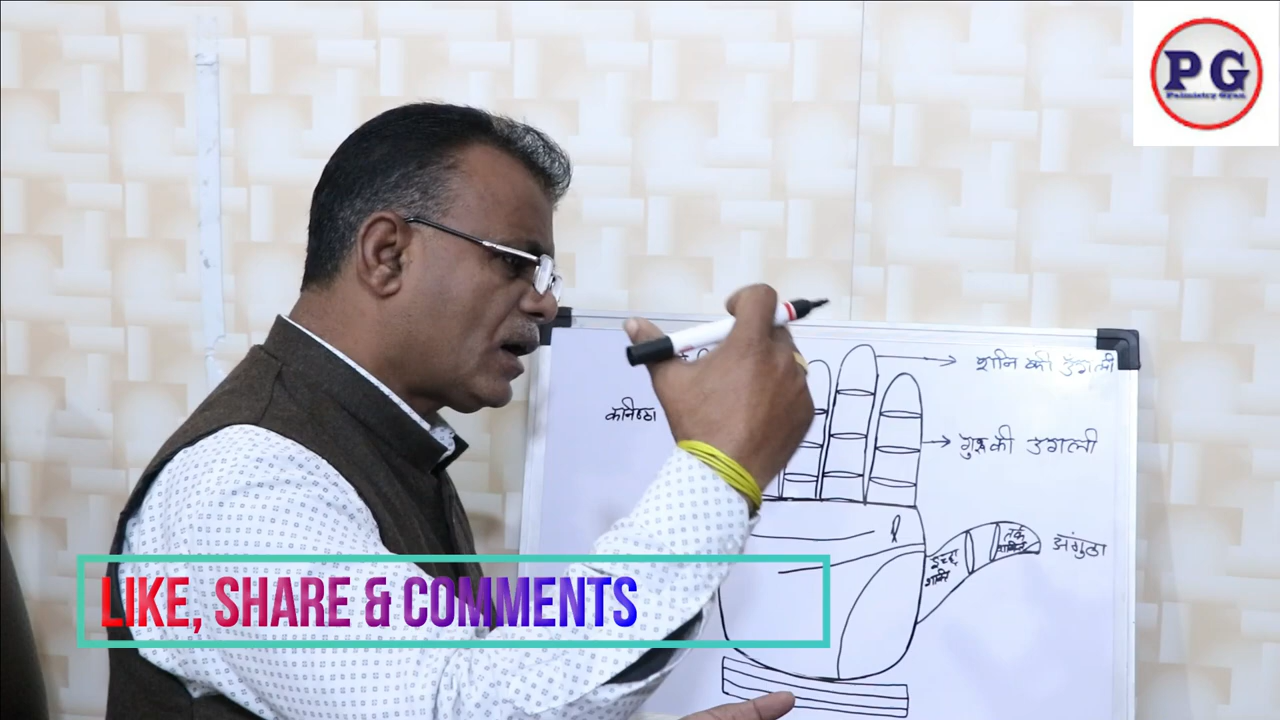 PG
Palmistry Gyan
शनि की उंगली
कनिष्ठा
गुरु की उंगली
तर्क
शक्ति
अंगुठा
इच्छा
शक्ति
LIKE, SHARE & COMMENTS